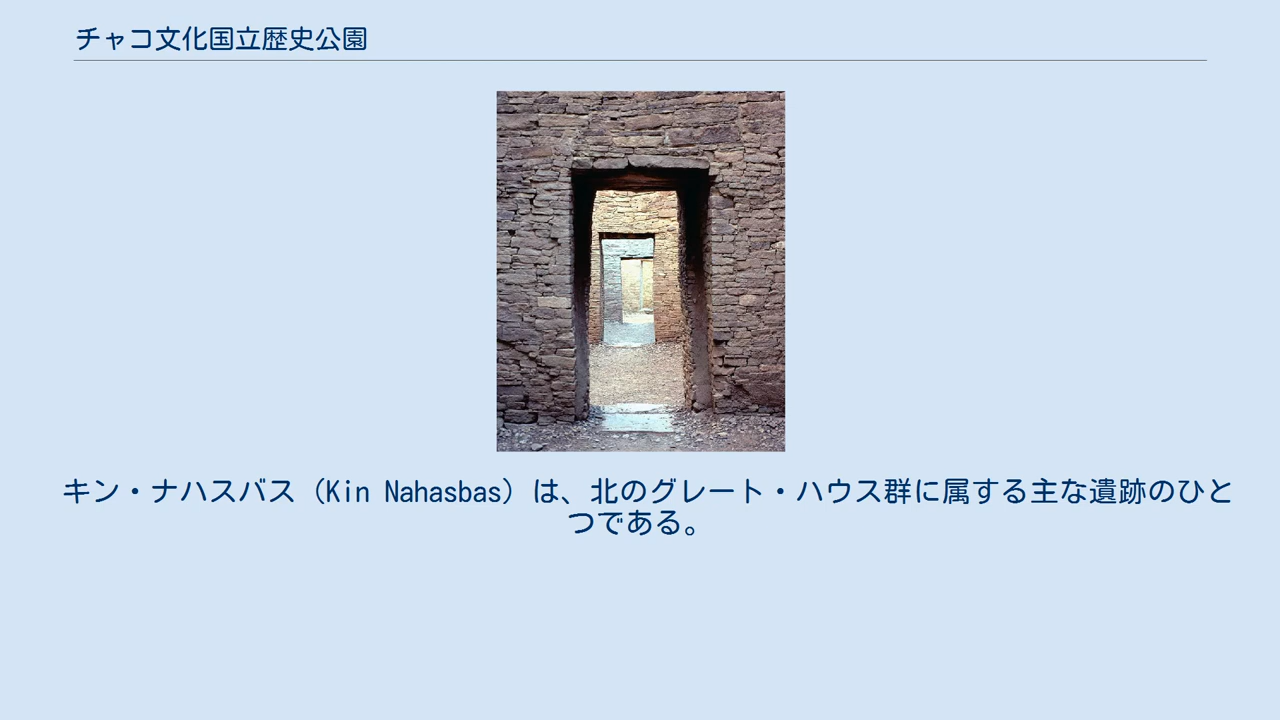 チャコ文化国立歴史公園
キン・ナハスバス（Kin Nahasbas）は、北のグレート・ハウス群に属する主な遺跡のひと
つである。